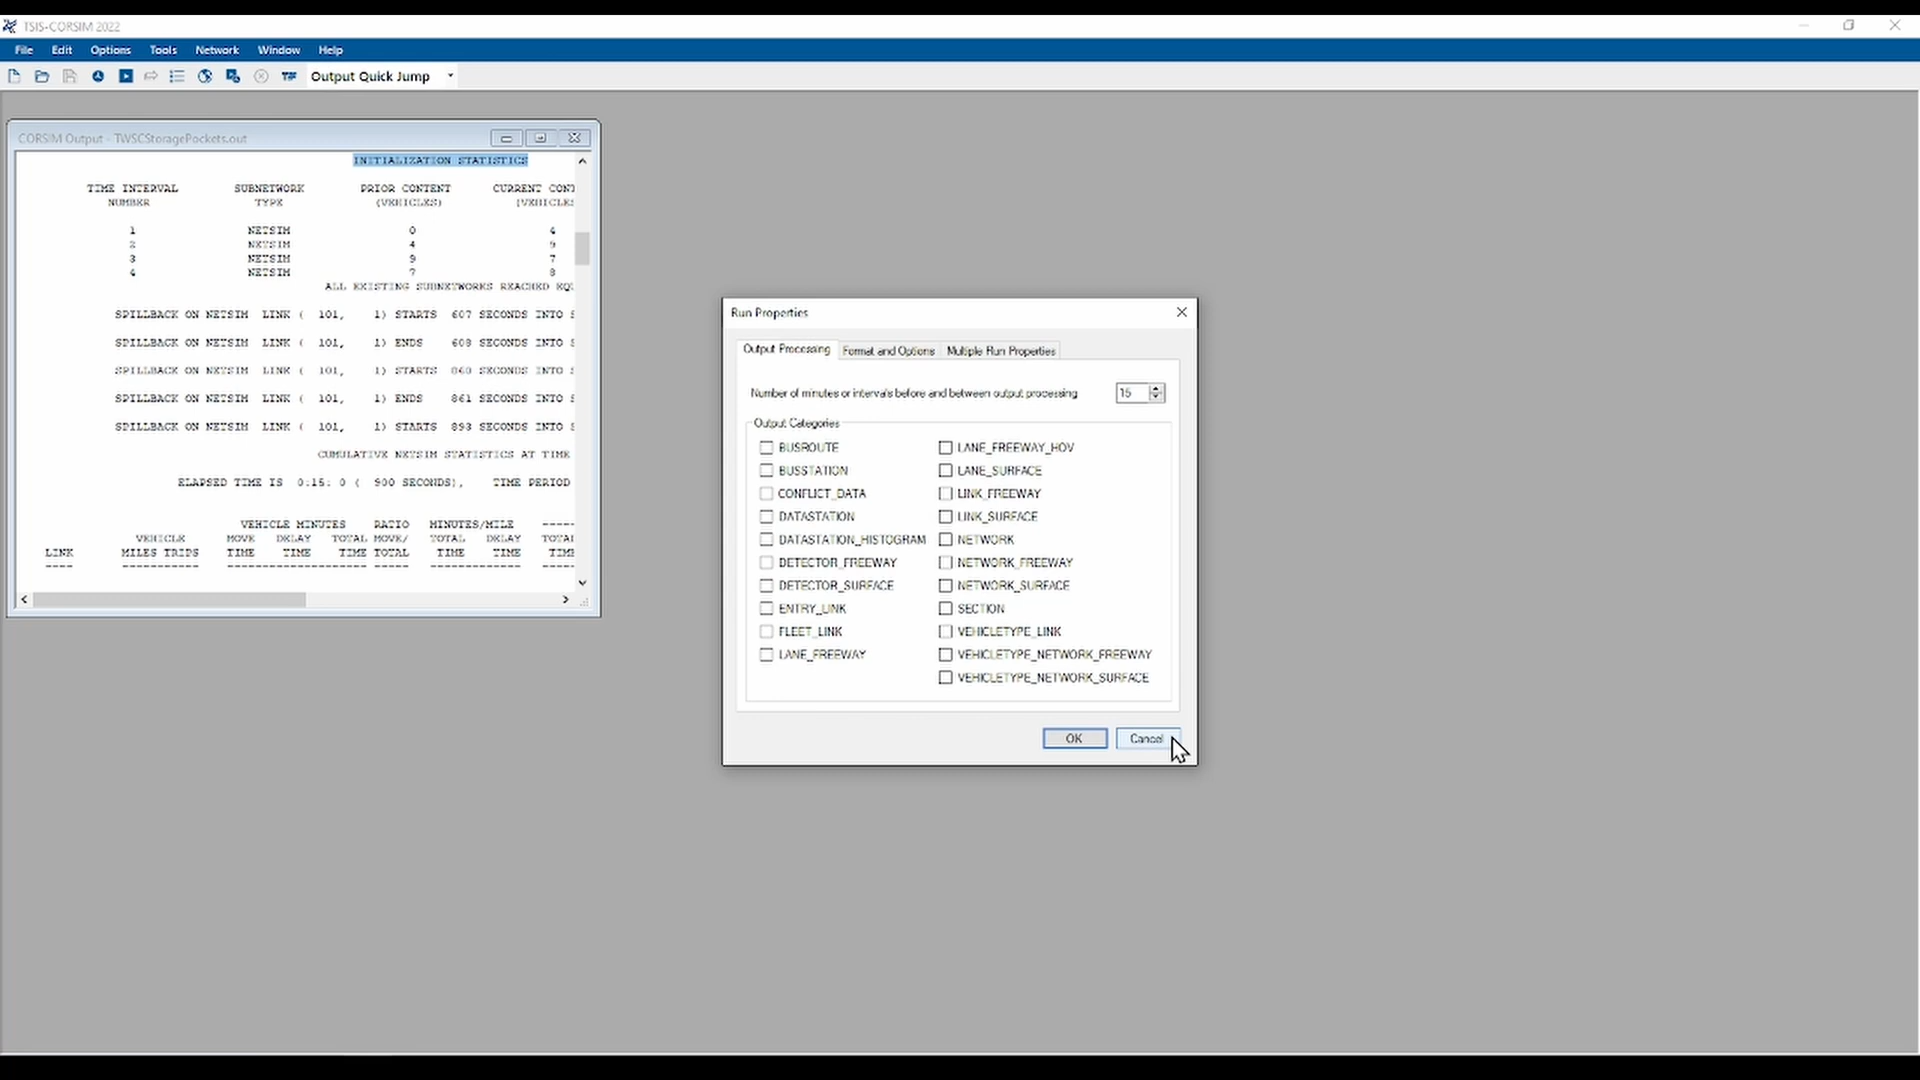 TSIS-CORSIM 2022
File Edit Options Tools Network Window Help
Output Quick Jump
CORSIM Output - TWSCStoragePockets.out
INITIALIZATION STATISTICS
TIME INTERVAL SUBNETWORK PRIOR CONTENT CURRENT CONT
NUMBER TYPE (VEHICLES) (VEHICLES
1 NETSIM 0 4
2 NETSIM 4 9
3 NETSIM 9 7
4 NETSIM 7 8
ALL EXISTING SUBNETWORKS REACHED EQU
SPILLBACK ON NETSIM LINK ( 101, 1) STARTS 607 SECONDS INTO S
SPILLBACK ON NETSIM LINK ( 101, 1) ENDS 608 SECONDS INTO S
SPILLBACK ON NETSIM LINK ( 101, 1) STARTS 860 SECONDS INTO S
SPILLBACK ON NETSIM LINK ( 101, 1) ENDS 861 SECONDS INTO S
SPILLBACK ON NETSIM LINK ( 101, 1) STARTS 893 SECONDS INTO S
CUMULATIVE NETSIM STATISTICS AT TIME
ELAPSED TIME IS 0:15: 0 ( 900 SECONDS), TIME PERIOD
VEHICLE MINUTES RATIO MINUTES/MILE -----
VEHICLE MOVE DELAY TOTAL MOVE/ TOTAL DELAY TOTAL
LINK MILES TRIPS TIME TIME TIME TOTAL TIME TIME TIME
Run Properties
Output Processing Format and Options Multiple Run Properties
Number of minutes or intervals before and between output processing 15
Output Categories
BUSROUTE
BUSSTATION
CONFLICT_DATA
DATASTATION
DATASTATION_HISTOGRAM
DETECTOR_FREEWAY
DETECTOR_SURFACE
ENTRY_LINK
FLEET_LINK
LANE_FREEWAY
LANE_FREEWAY_HOV
LANE_SURFACE
LINK_FREEWAY
LINK_SURFACE
NETWORK
NETWORK_FREEWAY
NETWORK_SURFACE
SECTION
VEHICLETYPE_LINK
VEHICLETYPE_NETWORK_FREEWAY
VEHICLETYPE_NETWORK_SURFACE
OK Cancel